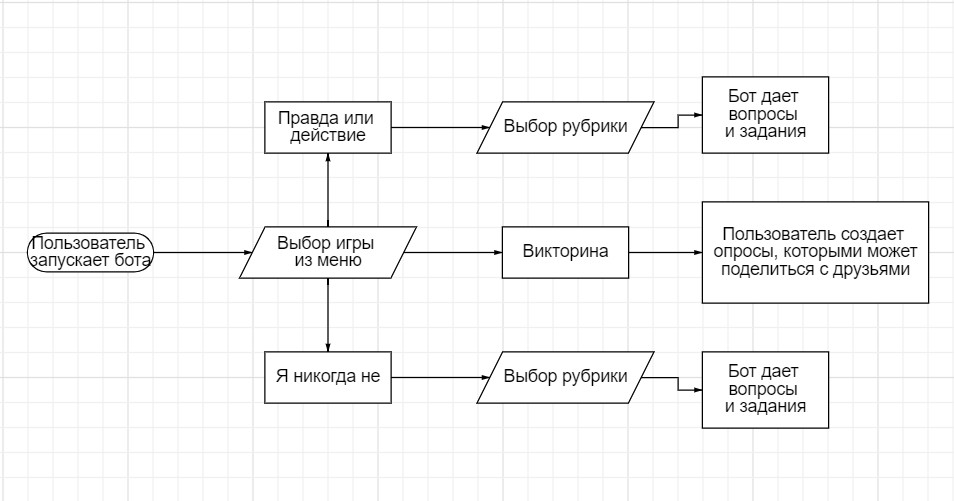 Правда или
действие
Выбор рубрики
Бот дает
вопросы
и задания
Пользователь
запускает бота
Выбор игры
из меню
Викторина
Пользователь создает
опросы, которыми может
поделиться с друзьями
Я никогда не
Выбор рубрики
Бот дает
вопросы
и задания